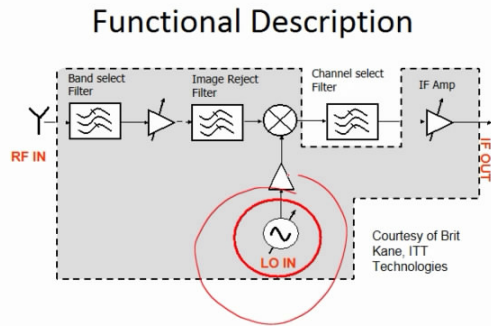 Functional Description
Band select
Filter
Image Reject
Filter
Channel select
Filter
IF Amp
RF IN
IF OUT
LO IN
Courtesy of Brit
Kane, ITT
Technologies